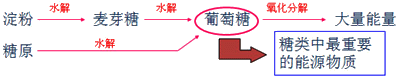 水解 水解 氧化分解
淀粉 麦芽糖 葡萄糖 大量能量
水解
糖原
糖类中最重要
的能源物质